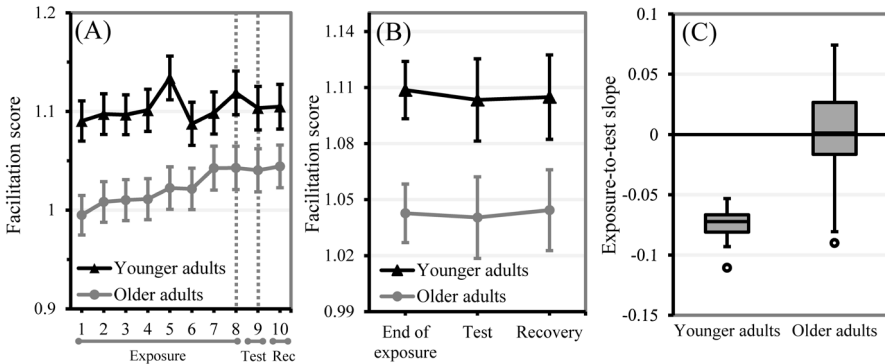 (A)
Facilitation score
1.2
1.1
1
0.9
Younger adults
Older adults
1 2 3 4 5 6 7 8 9 10
Exposure Test Rec
(B)
Facilitation score
1.14
1.11
1.08
1.05
1.02
0.99
Younger adults
Older adults
End of exposure
Test
Recovery
(C)
Exposure-to-test slope
0.1
0.05
0
-0.05
-0.1
-0.15
Younger adults Older adults